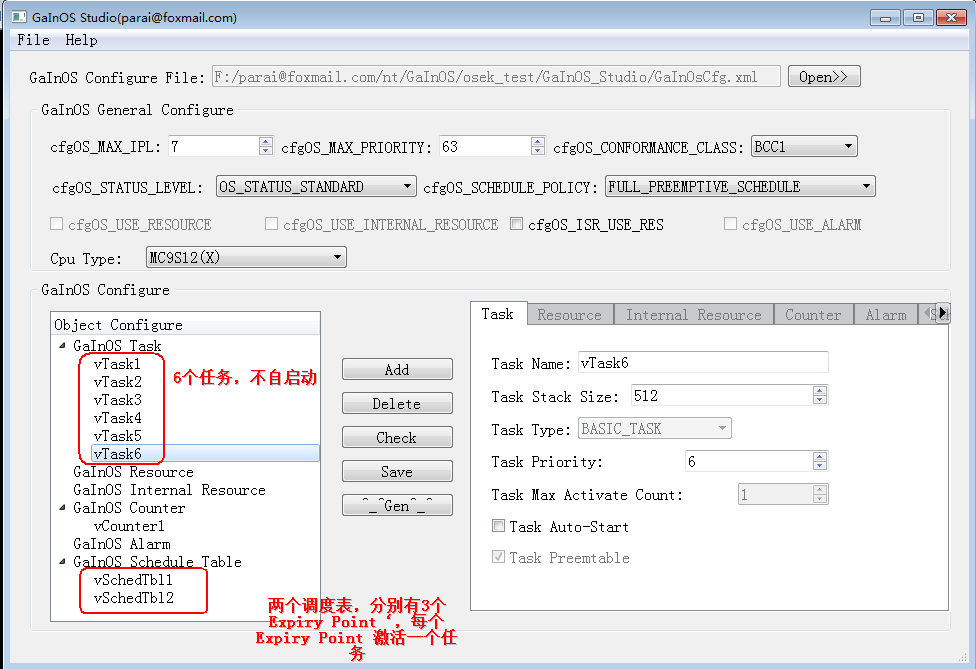 GaInOS Studio(parai@foxmail.com)
File Help
GaInOS Configure File: F:/parai@foxmail.com/nt/GaInOS/osek_test/GaInOS_Studio/GaInOsCfg.xml Open>>
GaInOS General Configure
cfgOS_MAX_IPL: 7 cfgOS_MAX_PRIORITY: 63 cfgOS_CONFORMANCE_CLASS: BCC1
cfgOS_STATUS_LEVEL: OS_STATUS_STANDARD cfgOS_SCHEDULE_POLICY: FULL_PREEMPTIVE_SCHEDULE
cfgOS_USE_RESOURCE cfgOS_USE_INTERNAL_RESOURCE cfgOS_ISR_USE_RES cfgOS_USE_ALARM
Cpu Type: MC9S12(X)
GaInOS Configure
Object Configure
GaInOS Task
vTask1
vTask2
vTask3
vTask4
vTask5
vTask6
GaInOS Resource
GaInOS Internal Resource
GaInOS Counter
vCounter1
GaInOS Alarm
GaInOS Schedule Table
vSchedTbl1
vSchedTbl2
6个任务，不自启动
两个调度表，分别有3个
Expiry Point ‘，每个
Expiry Point 激活一个任
务
Add
Delete
Check
Save
^_^Gen^_^
Task Resource Internal Resource Counter Alarm
Task Name: vTask6
Task Stack Size: 512
Task Type: BASIC_TASK
Task Priority: 6
Task Max Activate Count: 1
Task Auto-Start
Task Preemtable